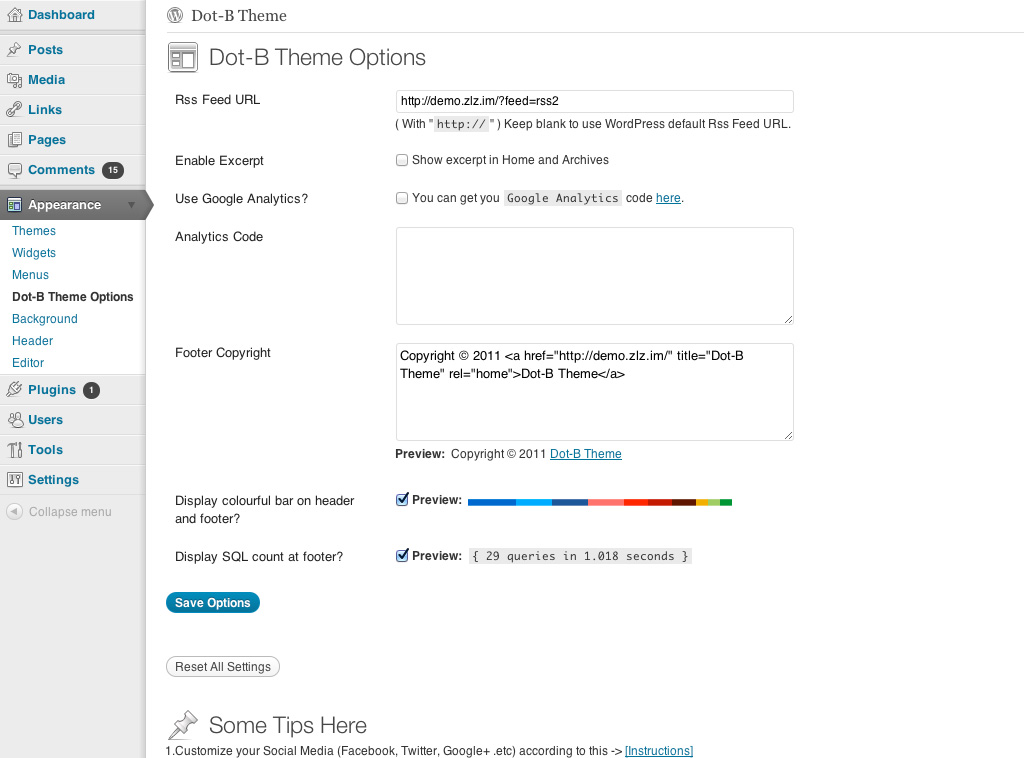 Dashboard
Posts
Media
Links
Pages
Comments 15
Appearance
Themes
Widgets
Menus
Dot-B Theme Options
Background
Header
Editor
Plugins 1
Users
Tools
Settings
Collapse menu
Dot-B Theme
Dot-B Theme Options
Rss Feed URL
http://demo.zlz.im/?feed=rss2
( With "http://" ) Keep blank to use WordPress default Rss Feed URL.
Enable Excerpt
Show excerpt in Home and Archives
Use Google Analytics?
You can get you Google Analytics code here.
Analytics Code
Footer Copyright
Copyright © 2011 <a href="http://demo.zlz.im/" title="Dot-B
Theme" rel="home">Dot-B Theme</a>
Preview: Copyright © 2011 Dot-B Theme
Display colourful bar on header
and footer?
Preview:
Display SQL count at footer?
Preview: { 29 queries in 1.018 seconds }
Save Options
Reset All Settings
Some Tips Here
1.Customize your Social Media (Facebook, Twitter, Google+ .etc) according to this -> [Instructions]